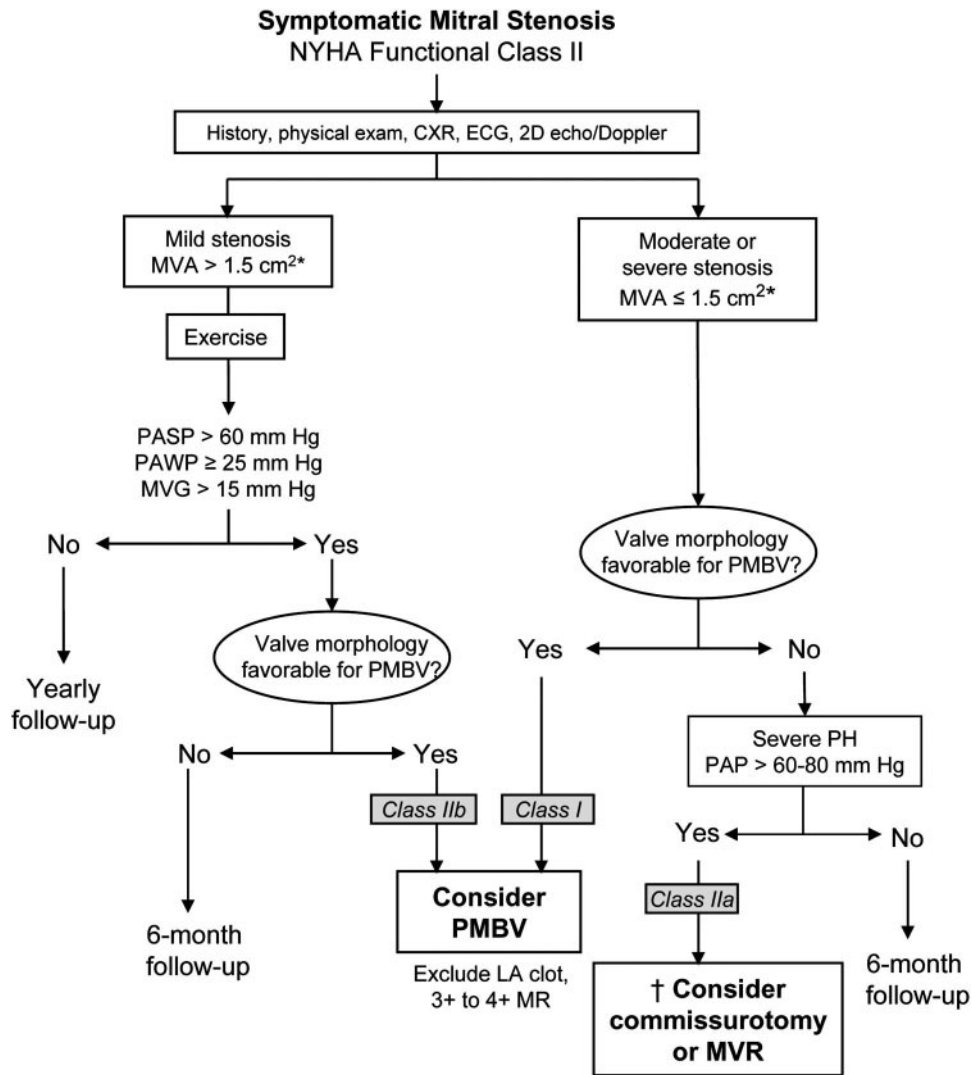 Symptomatic Mitral Stenosis
NYHA Functional Class II
History, physical exam, CXR, ECG, 2D echo/Doppler
Mild stenosis
MVA > 1.5 cm²*
Exercise
PASP > 60 mm Hg
PAWP ≥ 25 mm Hg
MVG > 15 mm Hg
No
Yes
Yearly
follow-up
Valve morphology
favorable for PMBV?
No
Yes
6-month
follow-up
Class IIb
Moderate or
severe stenosis
MVA ≤ 1.5 cm²*
Valve morphology
favorable for PMBV?
Yes
No
Class I
Consider
PMBV
Exclude LA clot,
3+ to 4+ MR
Severe PH
PAP > 60-80 mm Hg
Yes
No
Class IIa
† Consider
commissurotomy
or MVR
6-month
follow-up